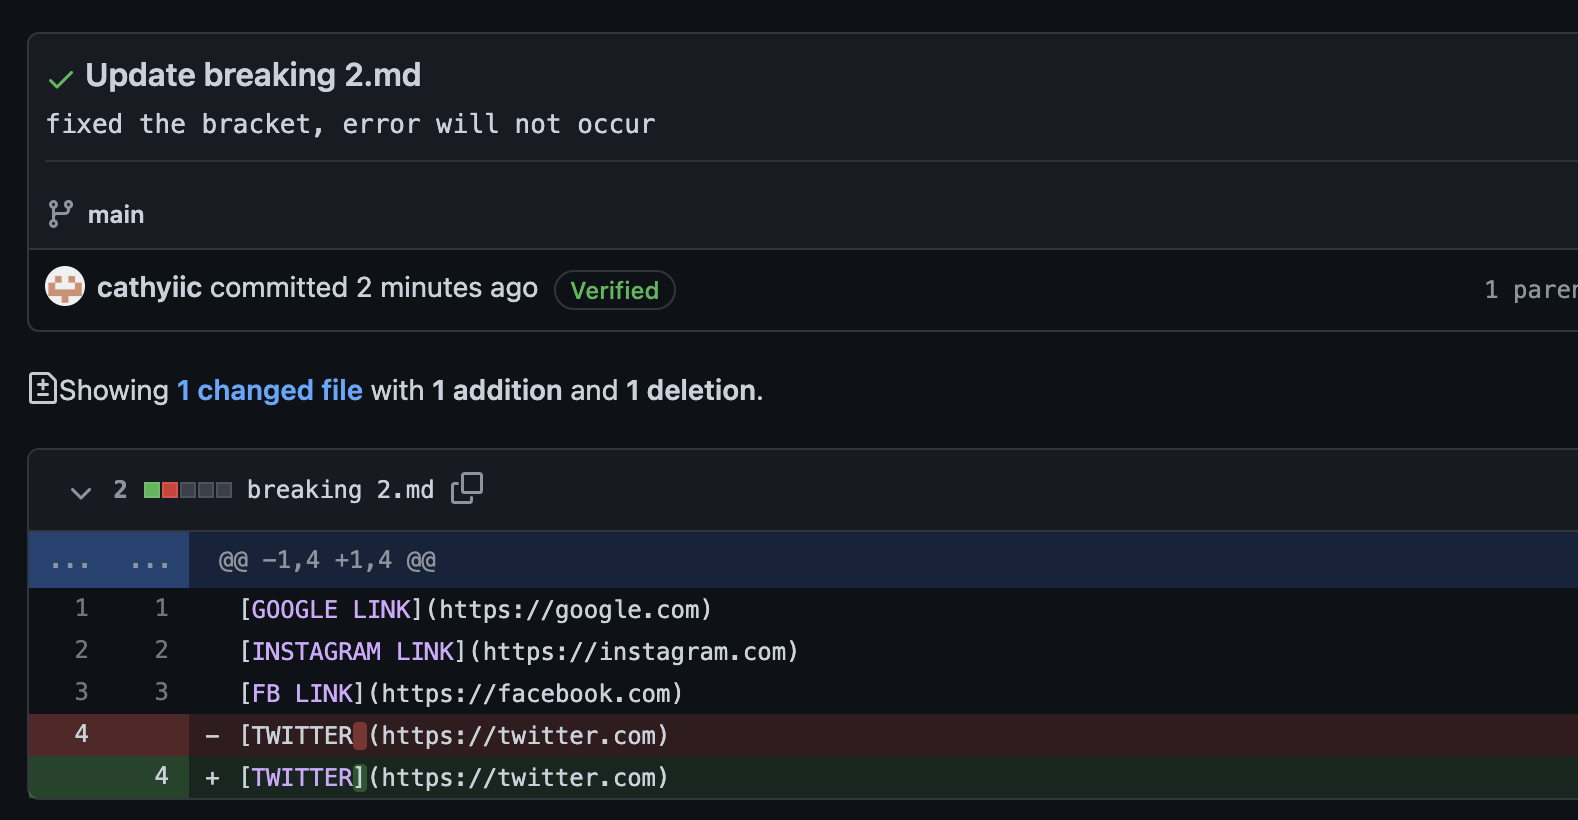 Update breaking 2.md
fixed the bracket, error will not occur
main
cathyiic committed 2 minutes ago Verified 1 paren
Showing 1 changed file with 1 addition and 1 deletion.
2 breaking 2.md
... ... @@ -1,4 +1,4 @@
1 1 [GOOGLE LINK](https://google.com)
2 2 [INSTAGRAM LINK](https://instagram.com)
3 3 [FB LINK](https://facebook.com)
4 - [TWITTER (https://twitter.com)
4 + [TWITTER](https://twitter.com)